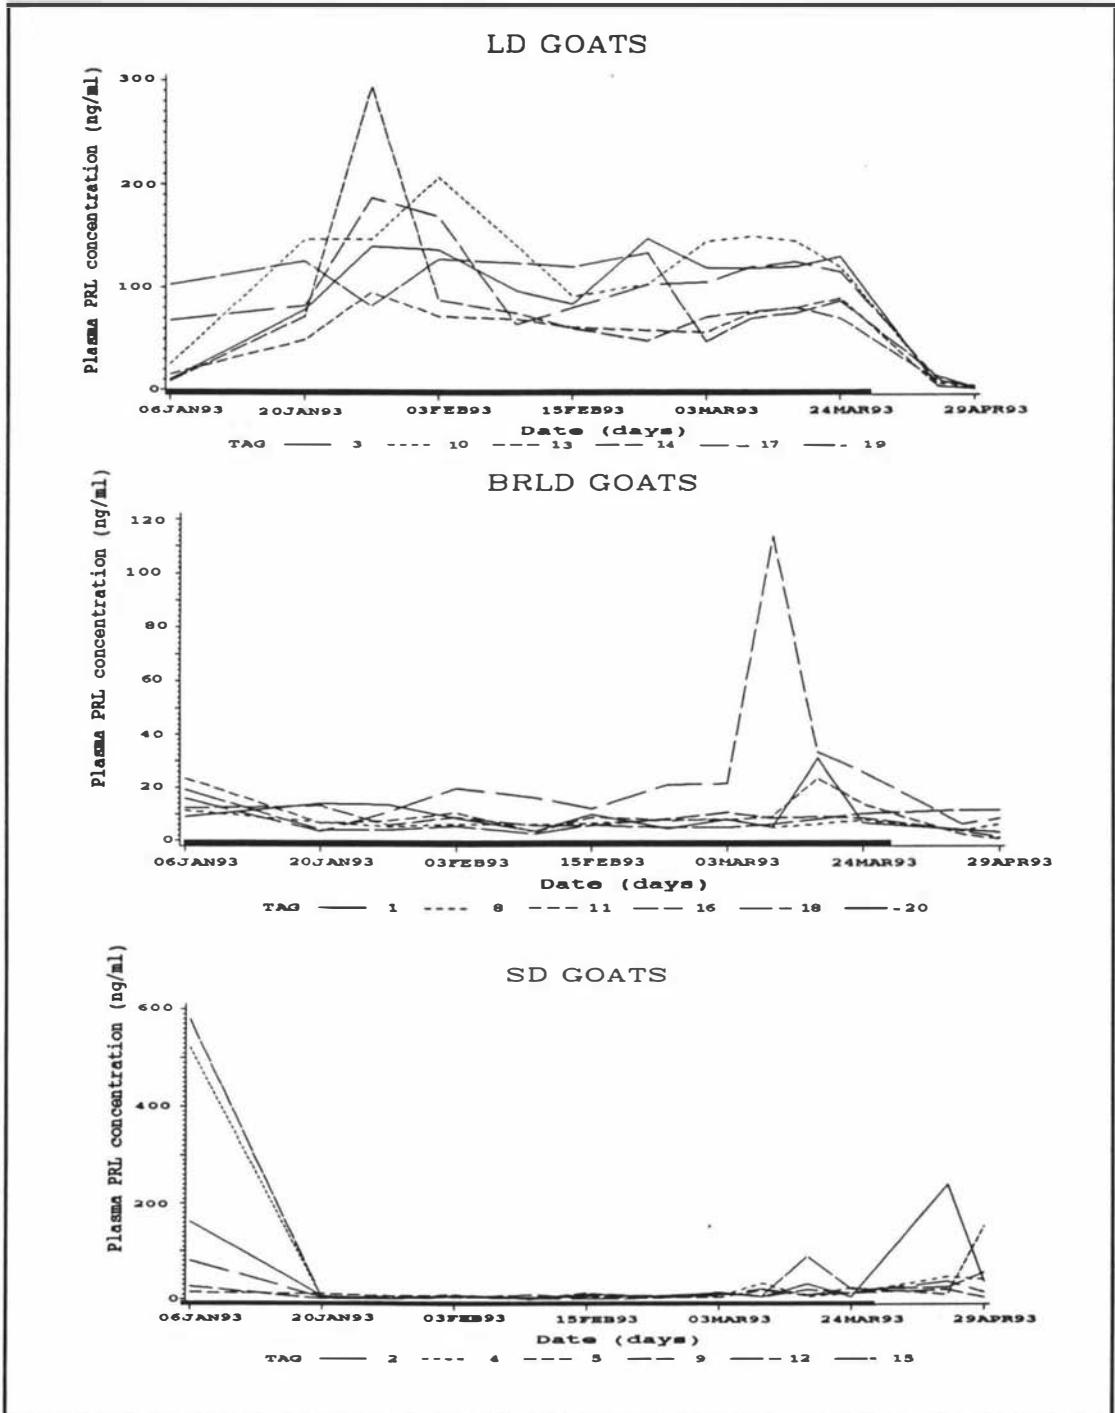 LD GOATS
Plasma PRL concentration (ng/ml)
300
200
100
0
06JAN93 20JAN93 03FEB93 15FEB93 03MAR93 24MAR93 29APR93
Date (days)
TAG 3 10 13 14 17 19
BRLD GOATS
Plasma PRL concentration (ng/ml)
120
100
80
60
40
20
0
06JAN93 20JAN93 03FEB93 15FEB93 03MAR93 24MAR93 29APR93
Date (days)
TAG 1 8 11 16 18 20
SD GOATS
Plasma PRL concentration (ng/ml)
600
400
200
0
06JAN93 20JAN93 03FEB93 15FEB93 03MAR93 24MAR93 29APR93
Date (days)
TAG 2 4 5 9 12 15